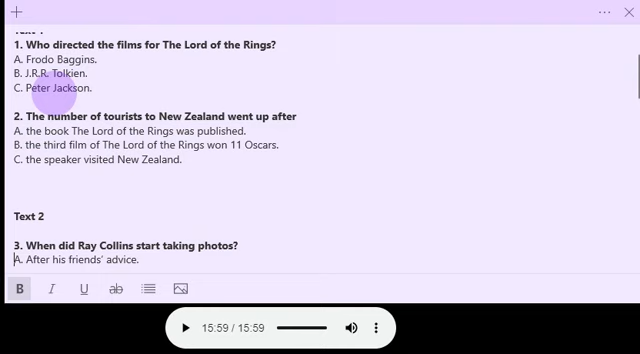 1. Who directed the films for The Lord of the Rings?
A. Frodo Baggins.
B. J.R.R. Tolkien.
C. Peter Jackson.
2. The number of tourists to New Zealand went up after
A. the book The Lord of the Rings was published.
B. the third film of The Lord of the Rings won 11 Oscars.
C. the speaker visited New Zealand.
Text 2
3. When did Ray Collins start taking photos?
A. After his friends' advice.
B I U ab
15:59 / 15:59